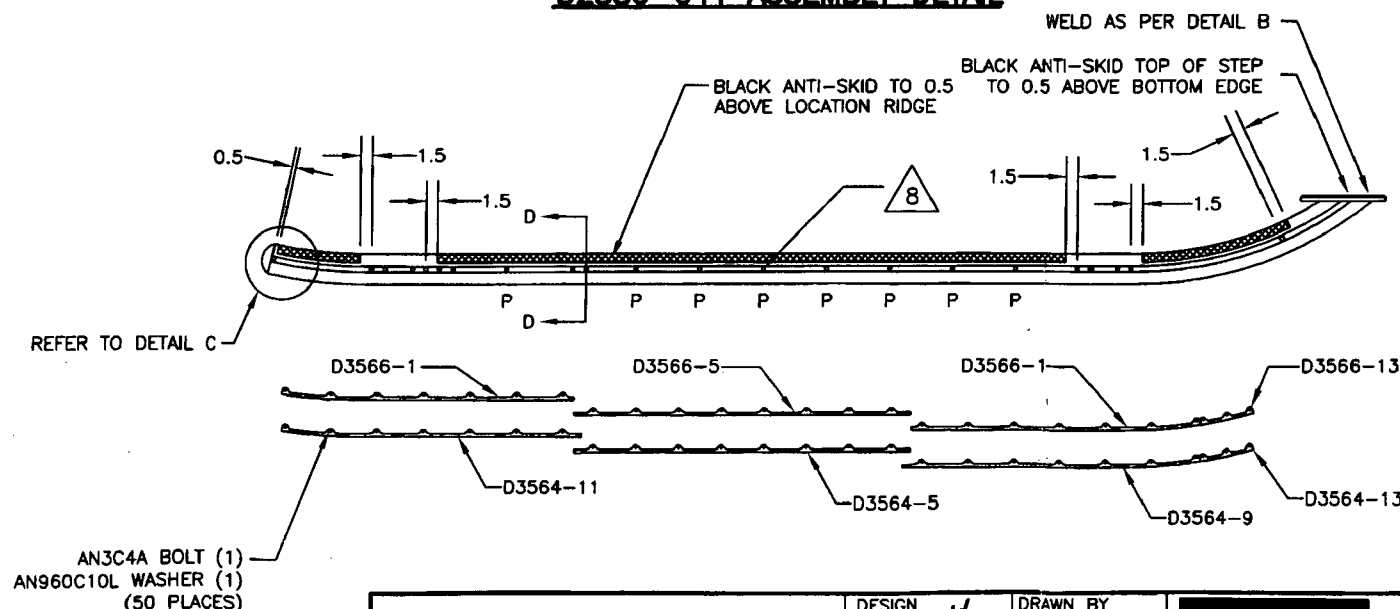 WELD AS PER DETAIL B
BLACK ANTI-SKID TO 0.5
ABOVE LOCATION RIDGE
BLACK ANTI-SKID TOP OF STEP
TO 0.5 ABOVE BOTTOM EDGE
0.5
1.5
1.5
1.5
1.5
1.5
8
D
D
P P P P P P P P
REFER TO DETAIL C
D3566-1
D3566-5
D3566-1
D3566-13
D3564-11
D3564-5
D3564-9
D3564-13
AN3C4A BOLT (1)
AN960C10L WASHER (1)
(50 PLACES)
DESIGN
DRAWN BY